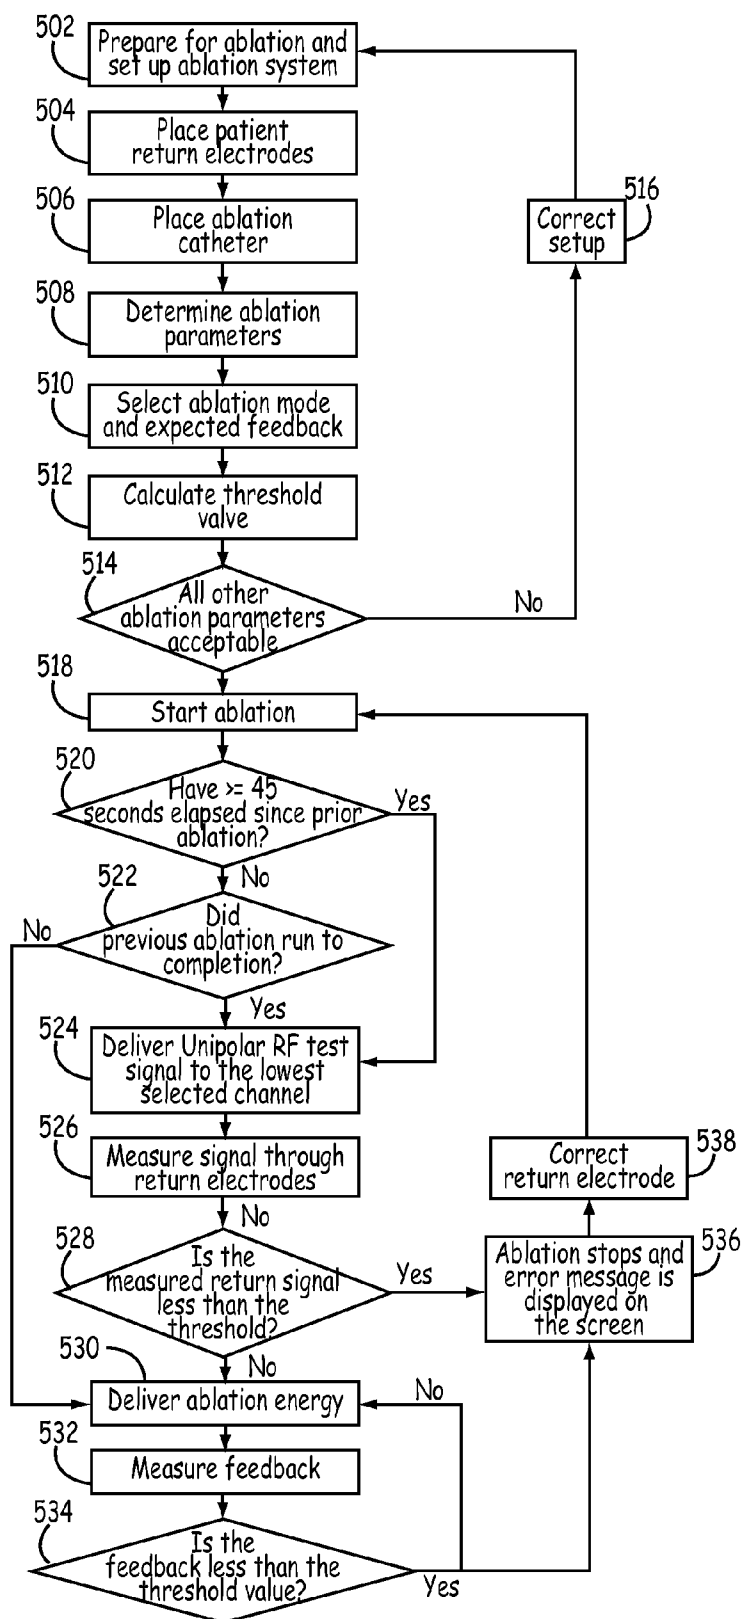 502
Prepare for ablation and
set up ablation system
504
Place patient
return electrodes
506
Place ablation
catheter
516
Correct
setup
508
Determine ablation
parameters
510
Select ablation mode
and expected feedback
512
Calculate threshold
valve
514
All other
ablation parameters
acceptable
No
518
Start ablation
520
Have >= 45
seconds elapsed since prior
ablation?
Yes
No
522
Did
previous ablation run to
completion?
No
Yes
524
Deliver Unipolar RF test
signal to the lowest
selected channel
526
Measure signal through
return electrodes
No
538
Correct
return electrode
528
Is the
measured return signal
less than the
threshold?
Yes
536
Ablation stops and
error message is
displayed on
the screen
No
530
Deliver ablation energy
No
532
Measure feedback
534
Is the
feedback less than the
threshold value?
Yes